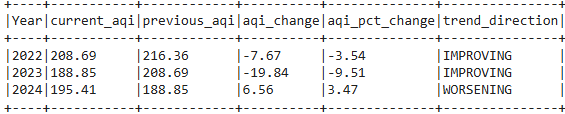 +----+-----------+------------+----------+--------------+---------------+
|Year|current_aqi|previous_aqi|aqi_change|aqi_pct_change|trend_direction|
+----+-----------+------------+----------+--------------+---------------+
|2022|208.69     |216.36      |-7.67     |-3.54         |IMPROVING      |
|2023|188.85     |208.69      |-19.84    |-9.51         |IMPROVING      |
|2024|195.41     |188.85      |6.56      |3.47          |WORSENING      |
+----+-----------+------------+----------+--------------+---------------+